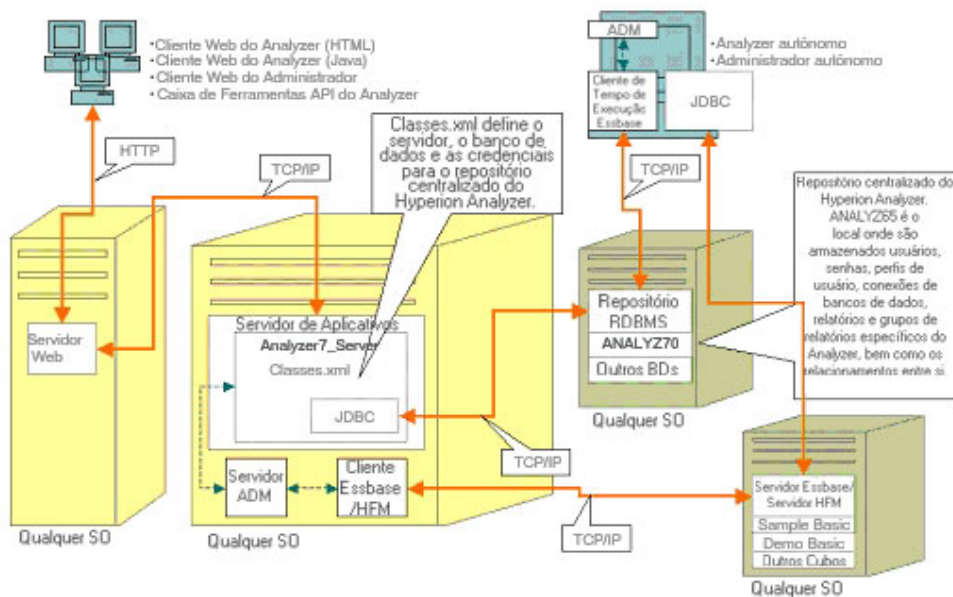 •Cliente Web do Analyzer (HTML)
•Cliente Web do Analyzer (Java)
•Cliente Web do Administrador
•Caixa de Ferramentas API do Analyzer
ADM
Cliente de
Tempo de
Execução
Essbase
JDBC
•Analyzer autônomo
•Administrador autônomo
HTTP
TCP/IP
Classes.xml define o
servidor, o banco de
dados e as credenciais
para o repositório
centralizado do
Hyperion Analyzer.
TCP/IP
Repositório centralizado do
Hyperion Analyzer.
ANALYZ65 é o
local onde são
armazenados usuários,
senhas, perfis de
usuário, conexões de
bancos de dados,
relatórios e grupos de
relatórios específicos do
Analyzer, bem como os
relacionamentos entre si.
Servidor
Web
Qualquer SO
Servidor de Aplicativos
Analyzer7_Server
Classes.xml
JDBC
Servidor
ADM
Cliente
Essbase
/HFM
Qualquer SO
TCP/IP
TCP/IP
Repositório
RDBMS
ANALYZ70
Outros BDs
Qualquer SO
Servidor Essbase/
Servidor HFM
Sample Basic
Demo Basic
Outros Cubos
Qualquer SO